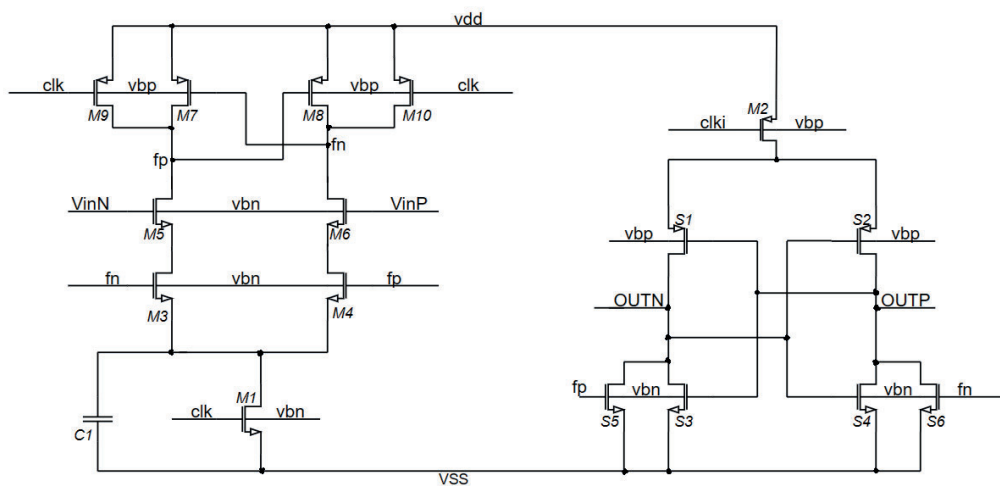 vdd
clk
vbp
vbp
clk
M9
M7
M8
M10
M2
clki
vbp
fn
fp
VinN
vbn
VinP
M5
M6
S1
S2
vbp
vbp
fn
vbn
fp
M3
M4
OUTN
OUTP
fp
vbn
vbn
fn
M1
clk
vbn
C1
S5
S3
S4
S6
VSS